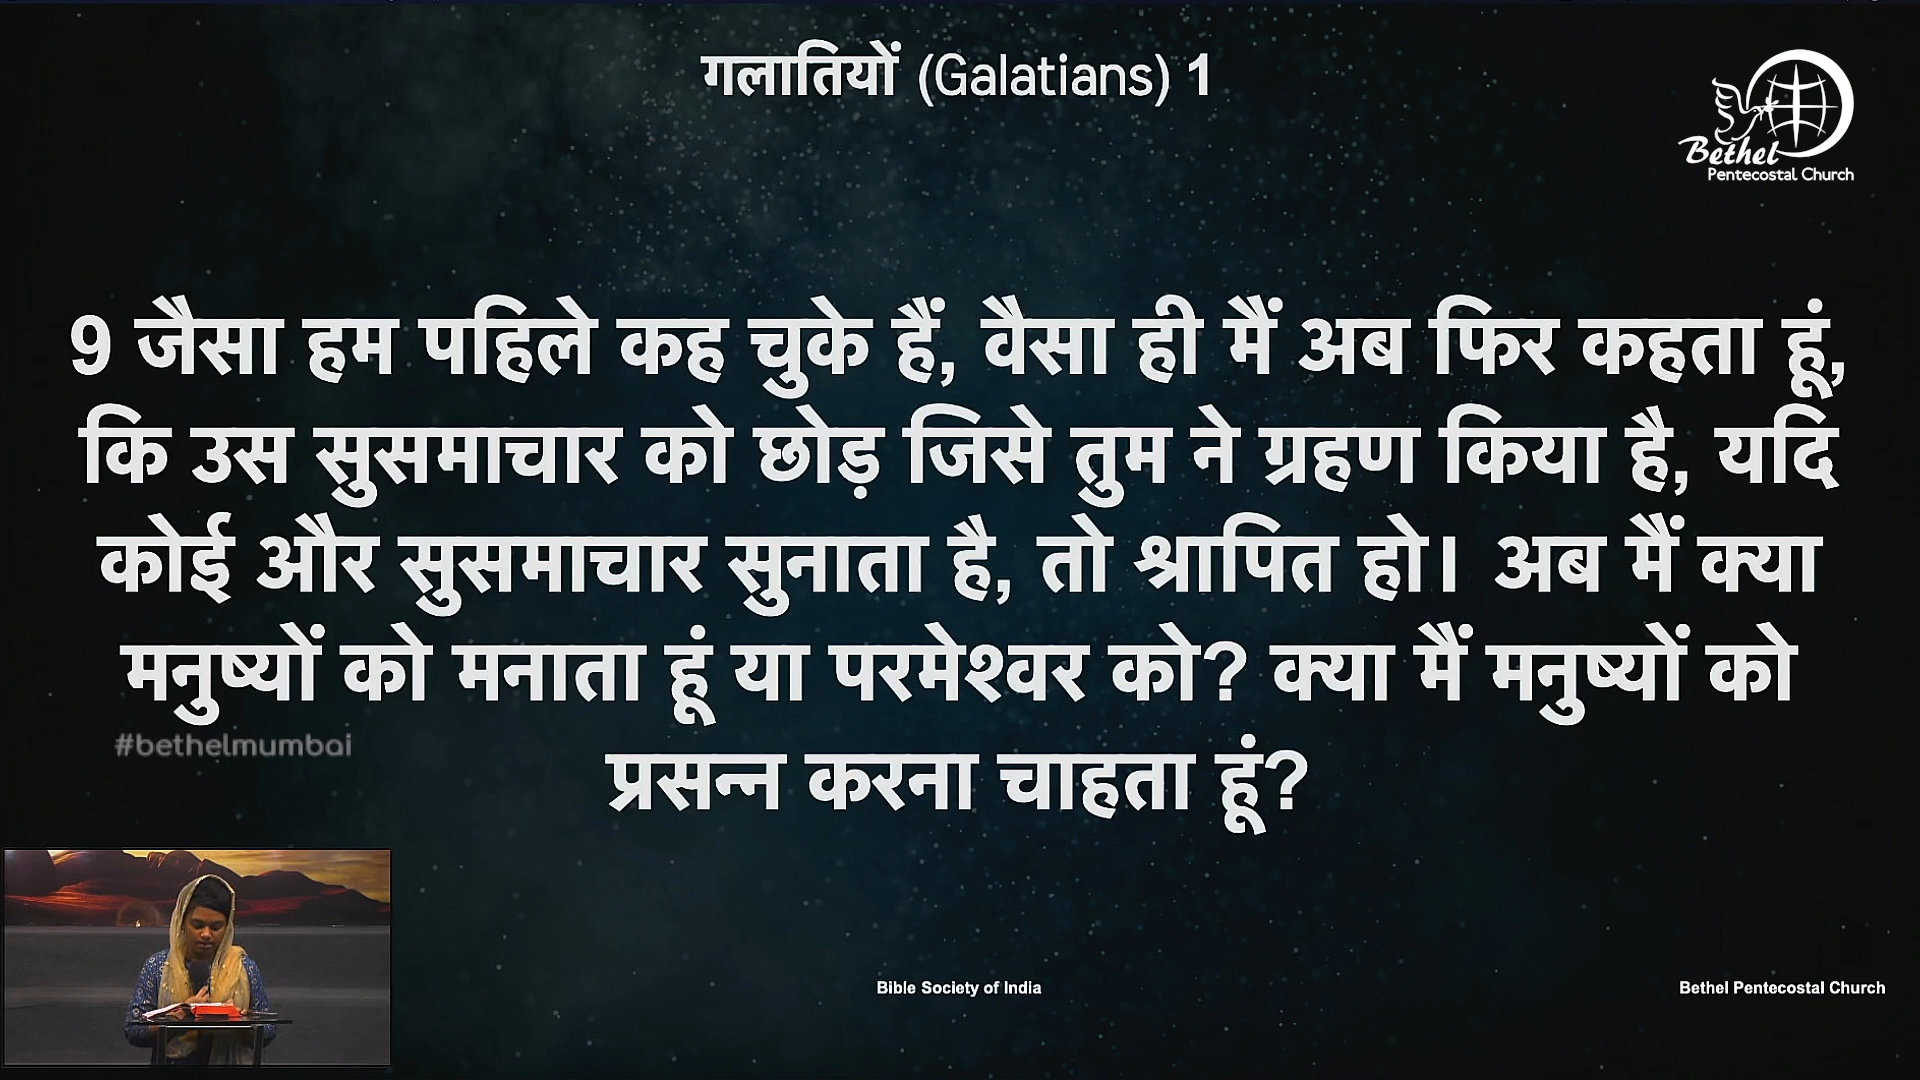 गलातियों (Galatians) 1
Bethel
Pentecostal Church
9 जैसा हम पहिले कह चुके हैं, वैसा ही मैं अब फिर कहता हूं,
कि उस सुसमाचार को छोड़ जिसे तुम ने ग्रहण किया है, यदि
कोई और सुसमाचार सुनाता है, तो श्रापित हो। अब मैं क्या
मनुष्यों को मनाता हूं या परमेश्वर को? क्या मैं मनुष्यों को
प्रसन्न करना चाहता हूं?
#bethelmumbai
Bible Society of India
Bethel Pentecostal Church